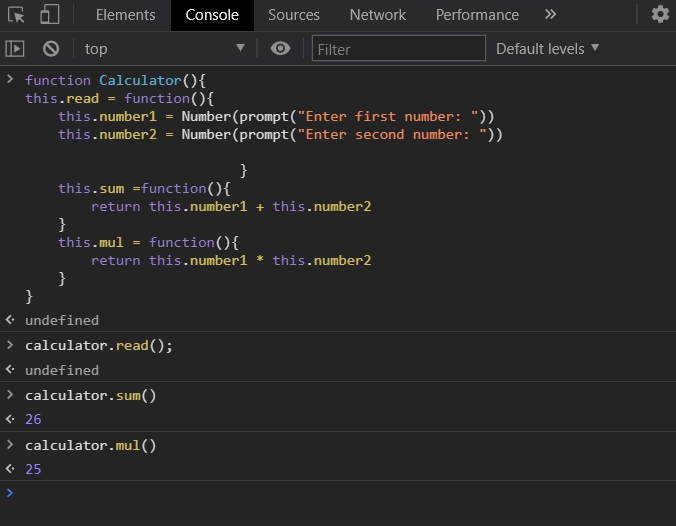 Elements Console Sources Network Performance
top Filter Default levels
function Calculator(){
this.read = function(){
    this.number1 = Number(prompt("Enter first number: "))
    this.number2 = Number(prompt("Enter second number: "))
                          }
    this.sum =function(){
        return this.number1 + this.number2
    }
    this.mul = function(){
        return this.number1 * this.number2
    }
}
undefined
calculator.read();
undefined
calculator.sum()
26
calculator.mul()
25